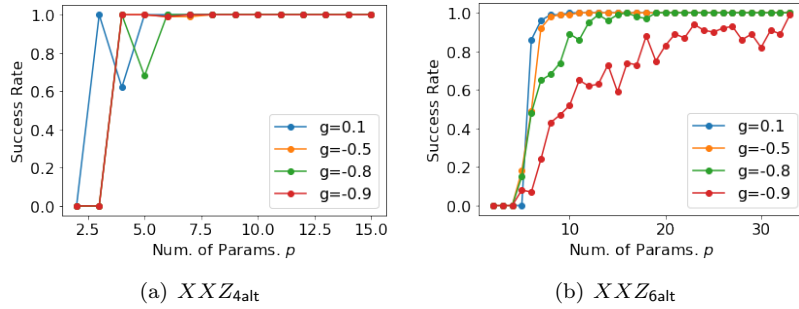 Success Rate
1.0
0.8
0.6
0.4
0.2
0.0
g=0.1
g=-0.5
g=-0.8
g=-0.9
2.5 5.0 7.5 10.0 12.5 15.0
Num. of Params. p
(a) XXZ4alt
Success Rate
1.0
0.8
0.6
0.4
0.2
0.0
g=0.1
g=-0.5
g=-0.8
g=-0.9
10 20 30
Num. of Params. p
(b) XXZ6alt